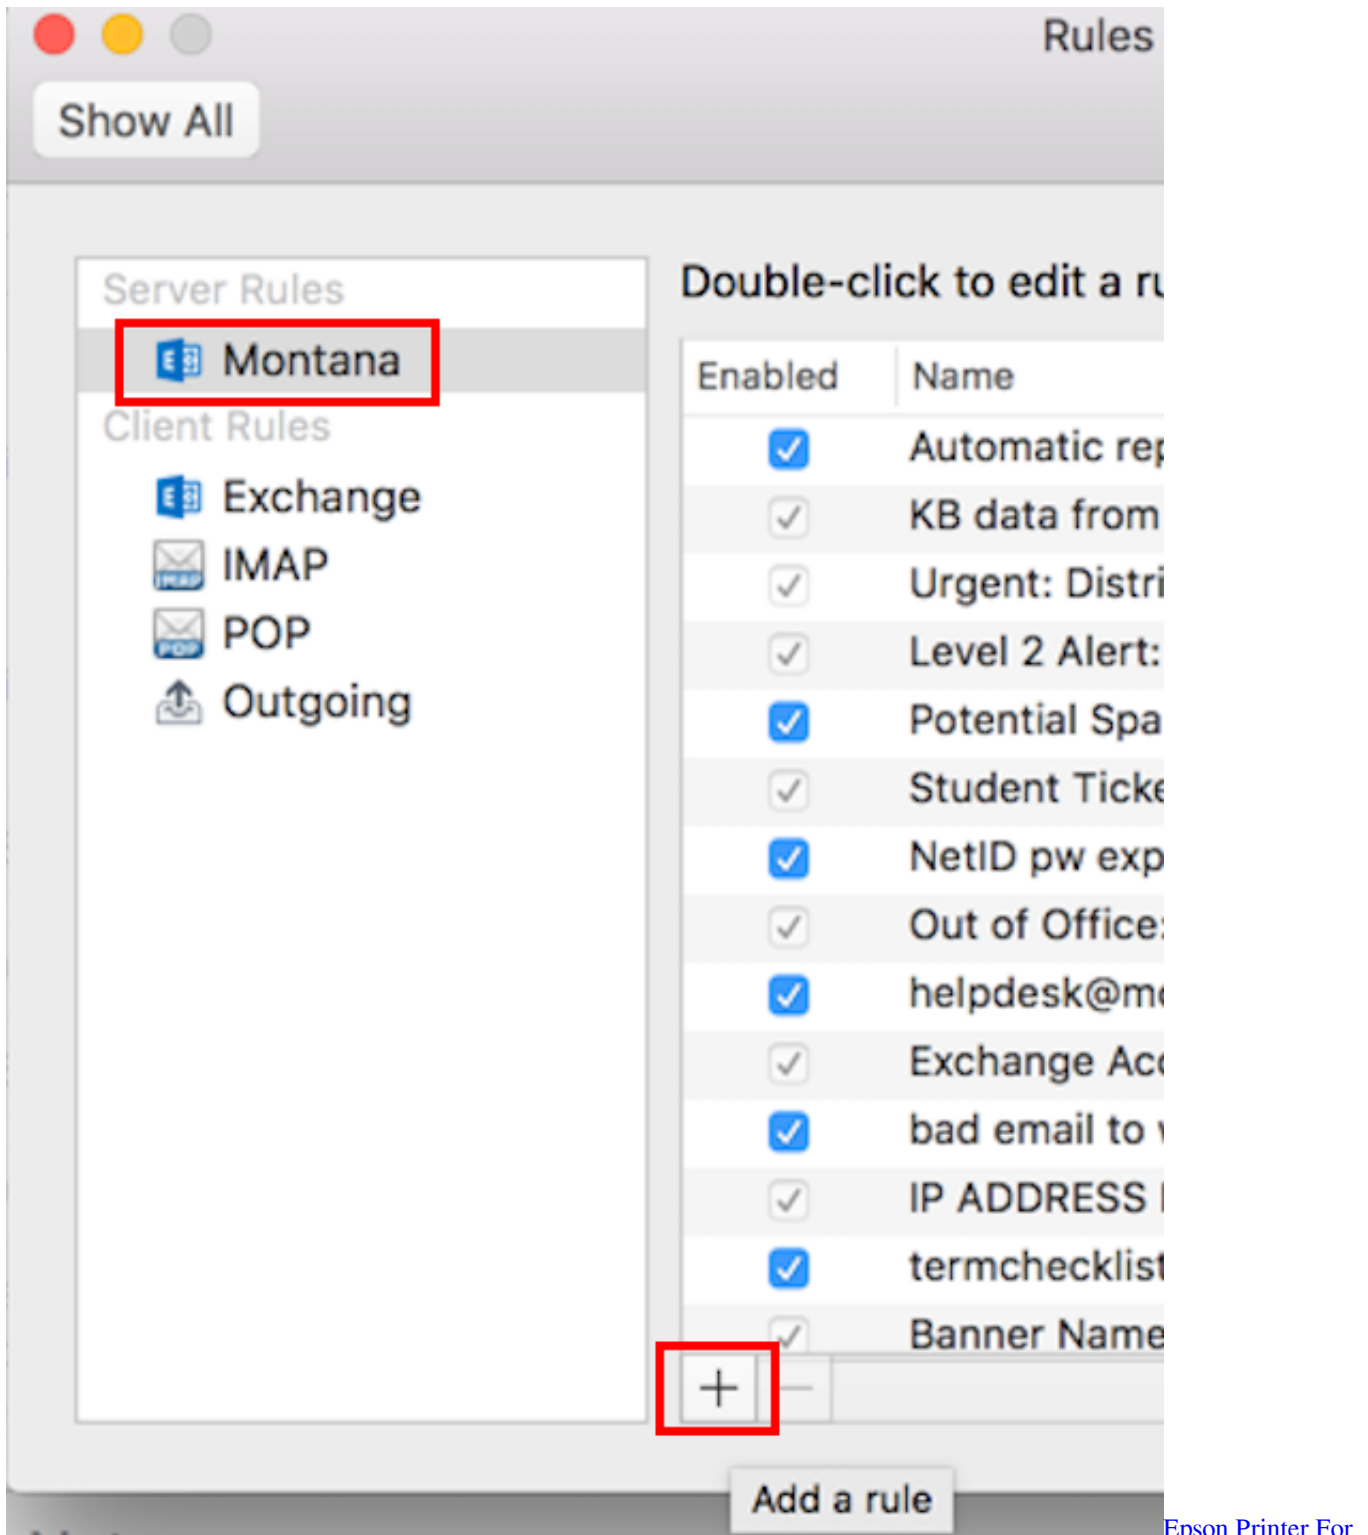 Rules
Show All
Server Rules
Montana
Client Rules
Exchange
IMAP
POP
Outgoing
Double-click to edit a ru
Enabled Name
Automatic rep
KB data from
Urgent: Distri
Level 2 Alert:
Potential Spa
Student Ticke
NetID pw exp
Out of Office:
helpdesk@mo
Exchange Acc
bad email to
IP ADDRESS
termchecklist
Banner Name
Add a rule
Epson Printer For